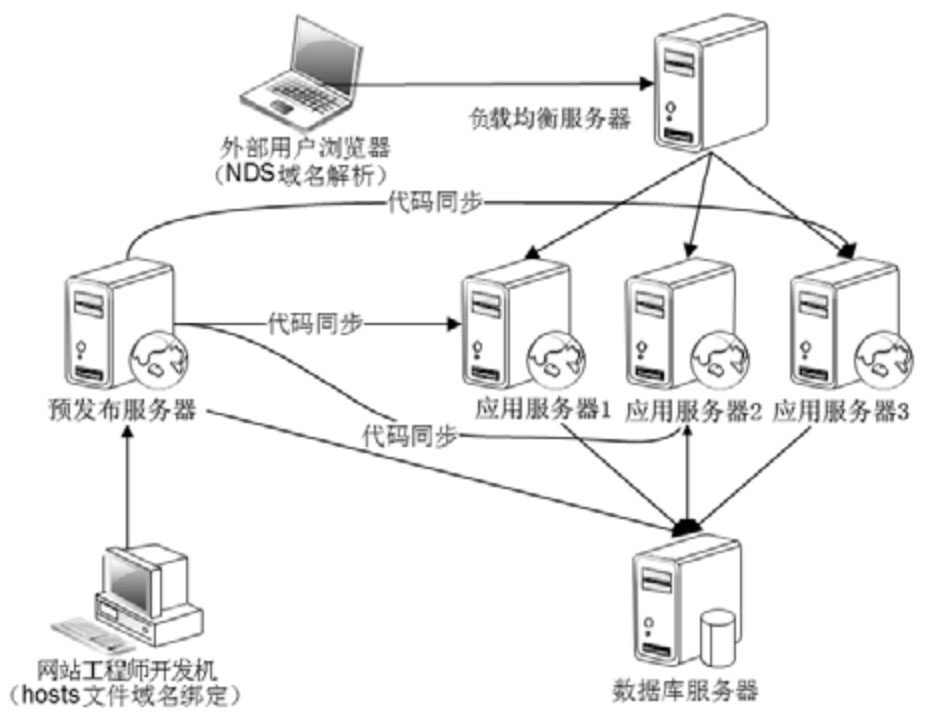 负载均衡服务器
外部用户浏览器
（NDS域名解析）
代码同步
代码同步
预发布服务器
应用服务器1
应用服务器2
应用服务器3
代码同步
网站工程师开发机
（hosts文件域名绑定）
数据库服务器